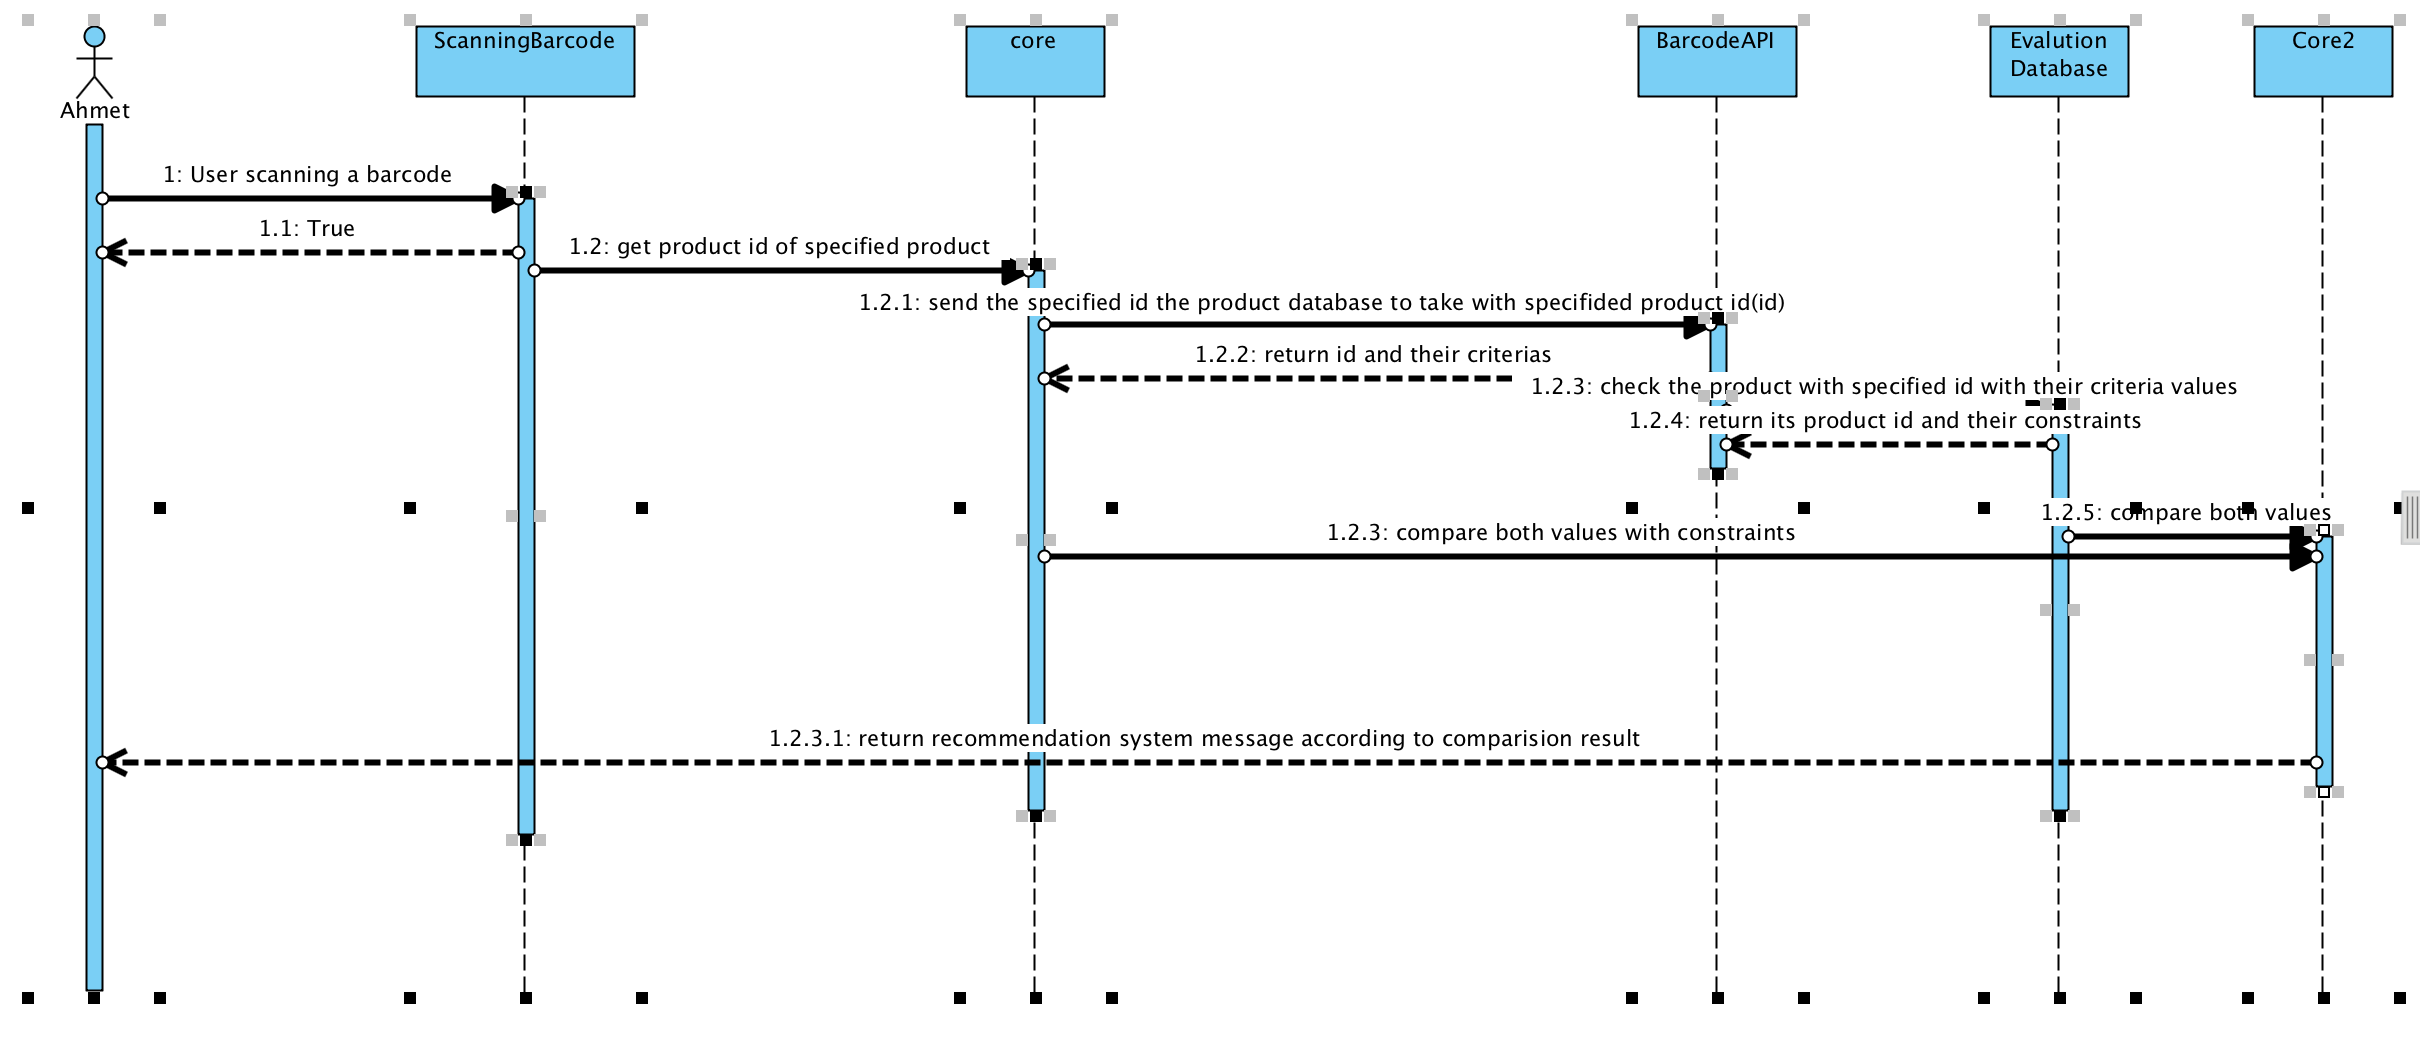 ScanningBarcode
core
BarcodeAPI
Evalution
Database
Core2
Ahmet
1: User scanning a barcode
1.1: True
1.2: get product id of specified product
1.2.1: send the specified id the product database to take with specifided product id(id)
1.2.2: return id and their criterias
1.2.3: check the product with specified id with their criteria values
1.2.4: return its product id and their constraints
1.2.5: compare both values
1.2.3: compare both values with constraints
1.2.3.1: return recommendation system message according to comparision result